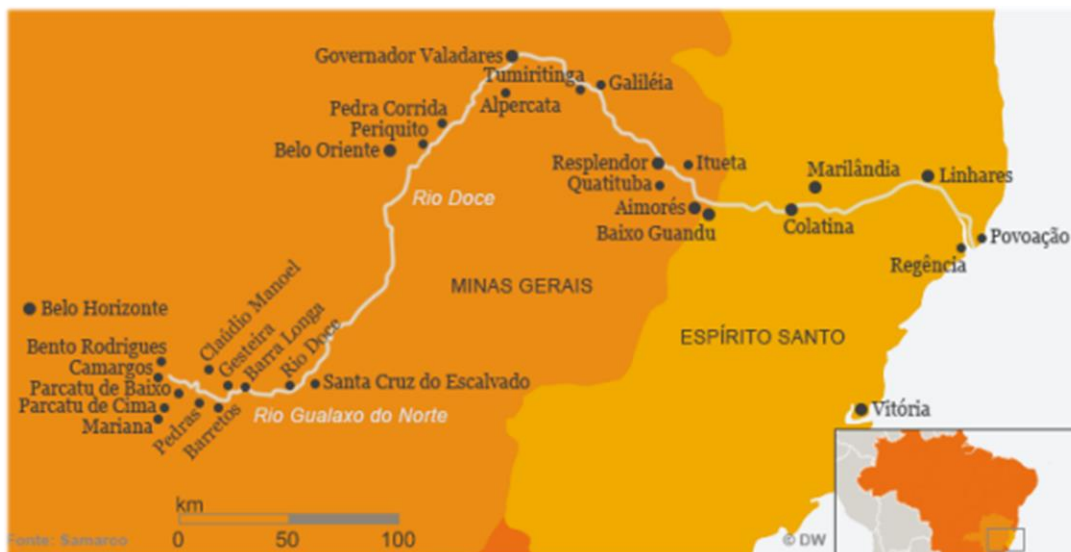 Governador Valadares
Tumiritinga
Galiléia
Alpercata
Pedra Corrida
Periquito
Belo Oriente
Resplendor
Itueta
Quatituba
Marilândia
Linhares
Rio Doce
Aimorés
Baixo Guandu
Colatina
Povoação
Regência
MINAS GERAIS
Belo Horizonte
ESPÍRITO SANTO
Claúdio Manoel
Gesteira
Barra Longa
Rio Doce
Bento Rodrigues
Camargos
Parcatu de Baixo
Parcatu de Cima
Mariana
Pedras
Barretos
Santa Cruz do Escalvado
Rio Gualaxo do Norte
Vitória
km
0 50 100
Fonte: Samarco
© DW